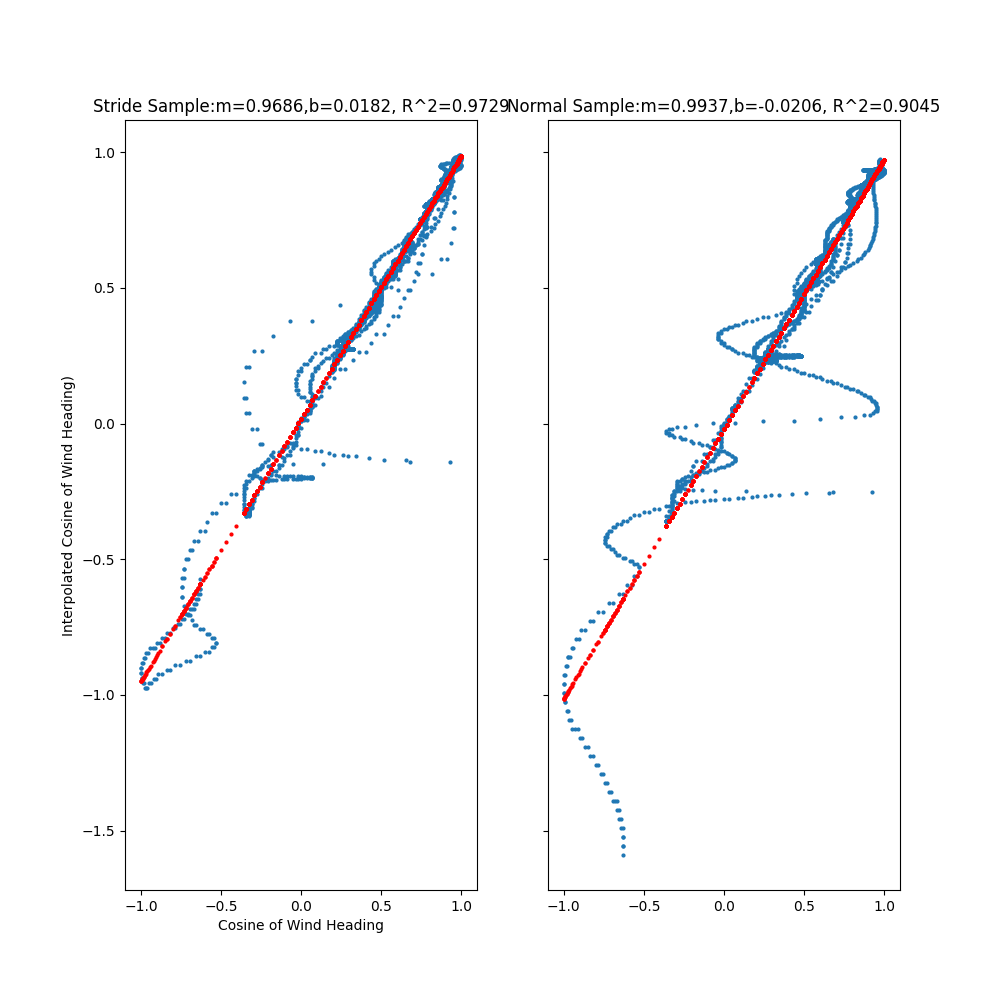 Stride Sample:m=0.9686,b=0.0182, R^2=0.9729
Normal Sample:m=0.9937,b=-0.0206, R^2=0.9045
1.0
0.5
0.0
−0.5
−1.0
−1.5
Interpolated Cosine of Wind Heading)
−1.0 −0.5 0.0 0.5 1.0
−1.0 −0.5 0.0 0.5 1.0
Cosine of Wind Heading